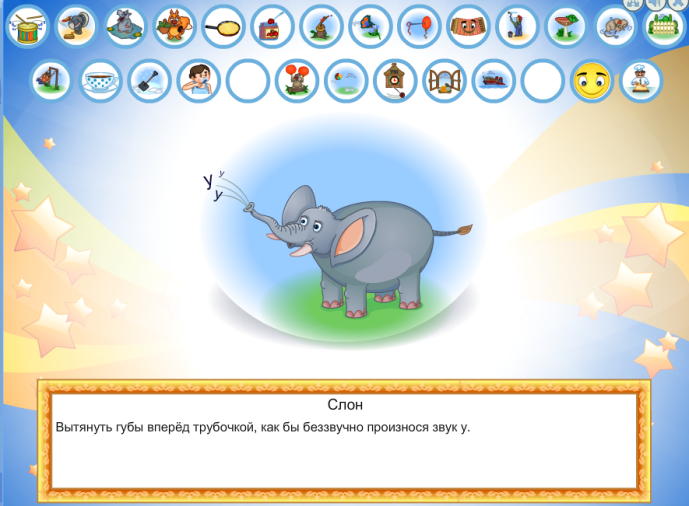 У у
у
Слон
Вытянуть губы вперёд трубочкой, как бы беззвучно произнося звук у.